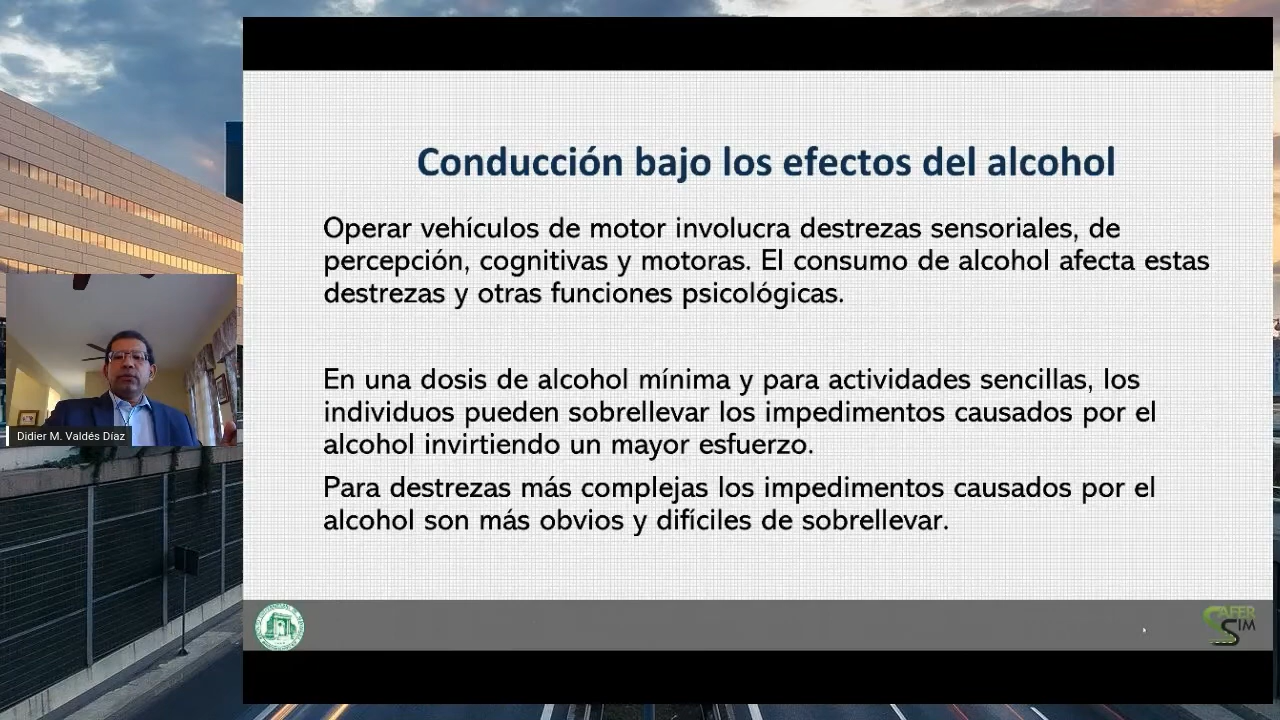 Conducción bajo los efectos del alcohol
Operar vehículos de motor involucra destrezas sensoriales, de
percepción, cognitivas y motoras. El consumo de alcohol afecta estas
destrezas y otras funciones psicológicas.
En una dosis de alcohol mínima y para actividades sencillas, los
individuos pueden sobrellevar los impedimentos causados por el
alcohol invirtiendo un mayor esfuerzo.
Para destrezas más complejas los impedimentos causados por el
alcohol son más obvios y difíciles de sobrellevar.
Didier M. Valdés Díaz
SAFER
SIM